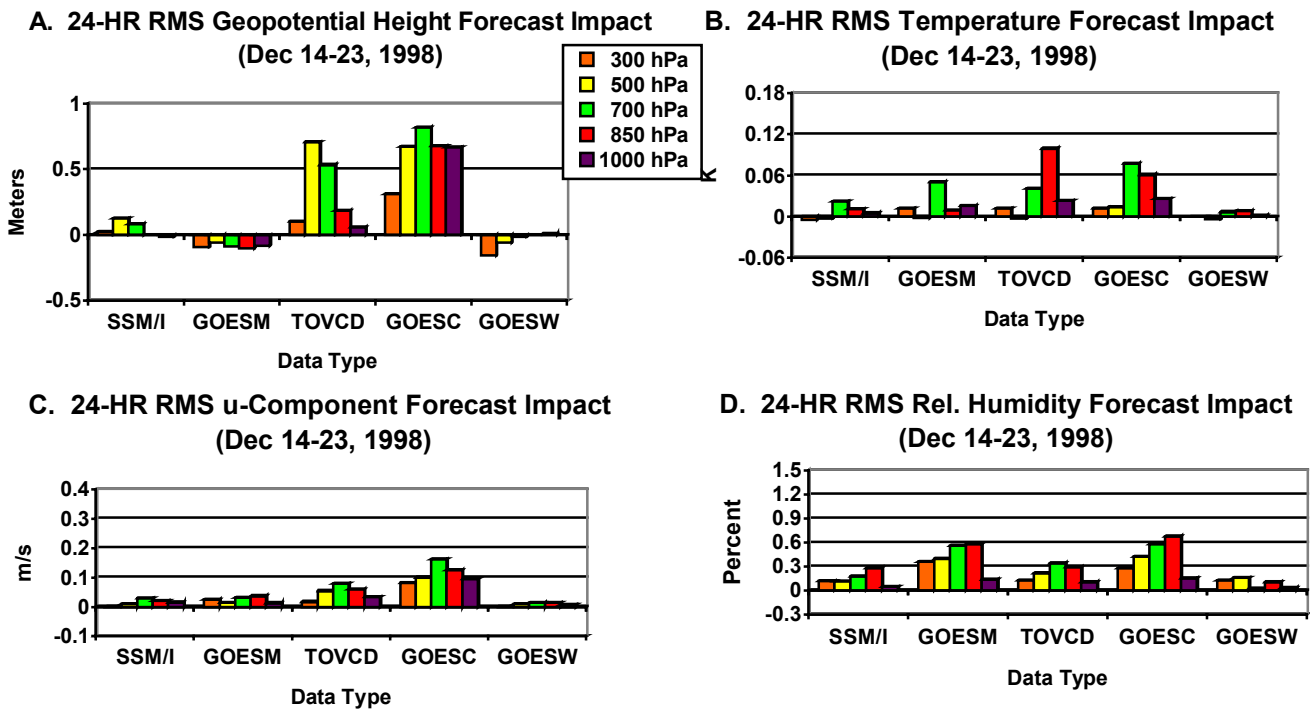 A. 24-HR RMS Geopotential Height Forecast Impact
(Dec 14-23, 1998)
300 hPa
500 hPa
700 hPa
850 hPa
1000 hPa
1
0.5
0
-0.5
Meters
SSM/I GOESM TOVCD GOESC GOESW
Data Type
B. 24-HR RMS Temperature Forecast Impact
(Dec 14-23, 1998)
0.18
0.12
0.06
0
-0.06
K
SSM/I GOESM TOVCD GOESC GOESW
Data Type
C. 24-HR RMS u-Component Forecast Impact
(Dec 14-23, 1998)
0.4
0.3
0.2
0.1
0
-0.1
m/s
SSM/I GOESM TOVCD GOESC GOESW
Data Type
D. 24-HR RMS Rel. Humidity Forecast Impact
(Dec 14-23, 1998)
1.5
1.2
0.9
0.6
0.3
0
-0.3
Percent
SSM/I GOESM TOVCD GOESC GOESW
Data Type